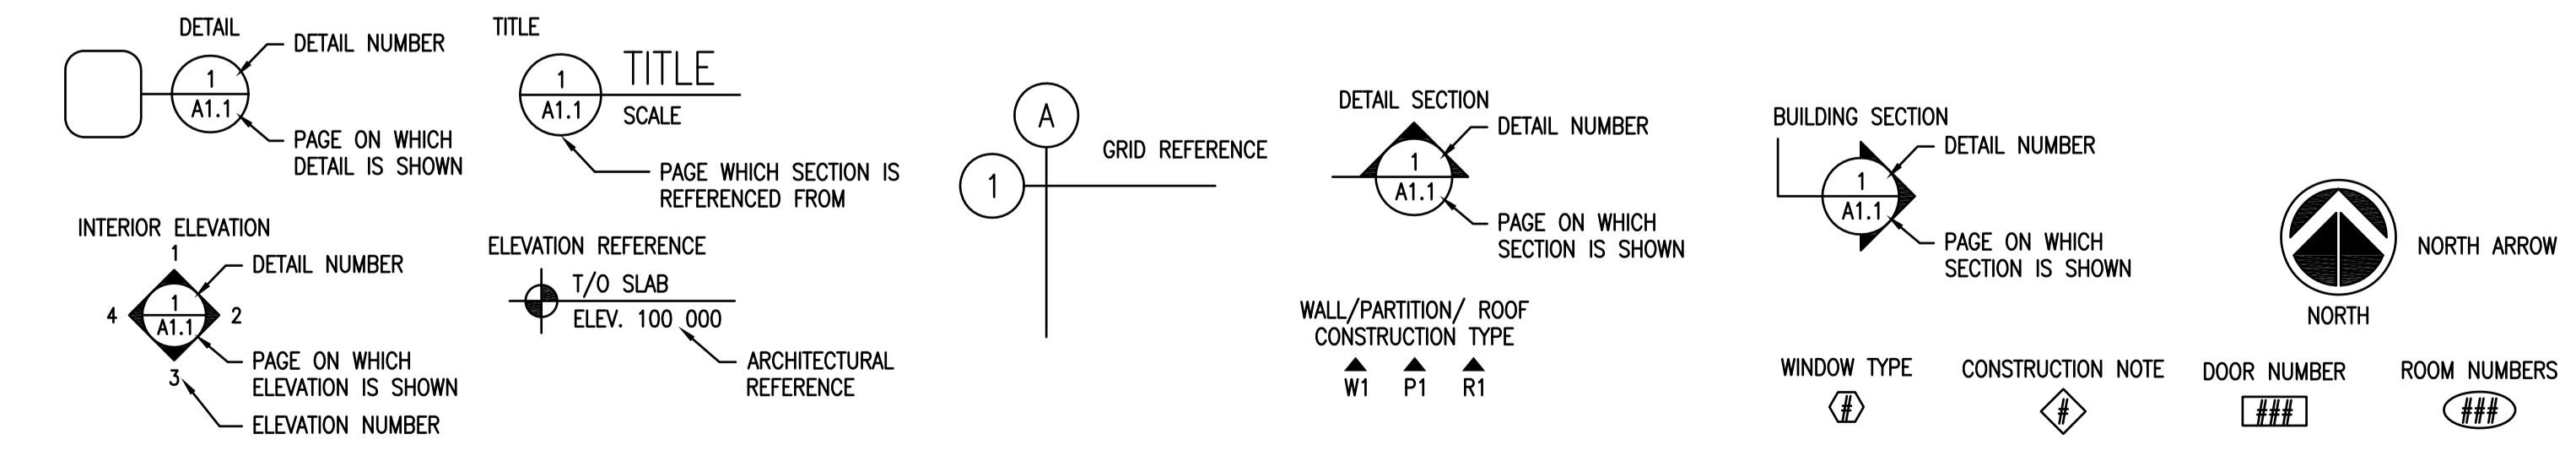 DETAIL
DETAIL NUMBER
1
A1.1
PAGE ON WHICH
DETAIL IS SHOWN
TITLE
1
A1.1
TITLE
SCALE
PAGE WHICH SECTION IS
REFERENCED FROM
INTERIOR ELEVATION
1
DETAIL NUMBER
4
1
A1.1
2
PAGE ON WHICH
ELEVATION IS SHOWN
3
ELEVATION NUMBER
ELEVATION REFERENCE
T/O SLAB
ELEV. 100 000
ARCHITECTURAL
REFERENCE
A
GRID REFERENCE
1
DETAIL SECTION
DETAIL NUMBER
1
A1.1
PAGE ON WHICH
SECTION IS SHOWN
WALL/PARTITION/ ROOF
CONSTRUCTION TYPE
W1 P1 R1
BUILDING SECTION
DETAIL NUMBER
1
A1.1
PAGE ON WHICH
SECTION IS SHOWN
NORTH ARROW
NORTH
WINDOW TYPE
#
CONSTRUCTION NOTE
#
DOOR NUMBER
###
ROOM NUMBERS
###